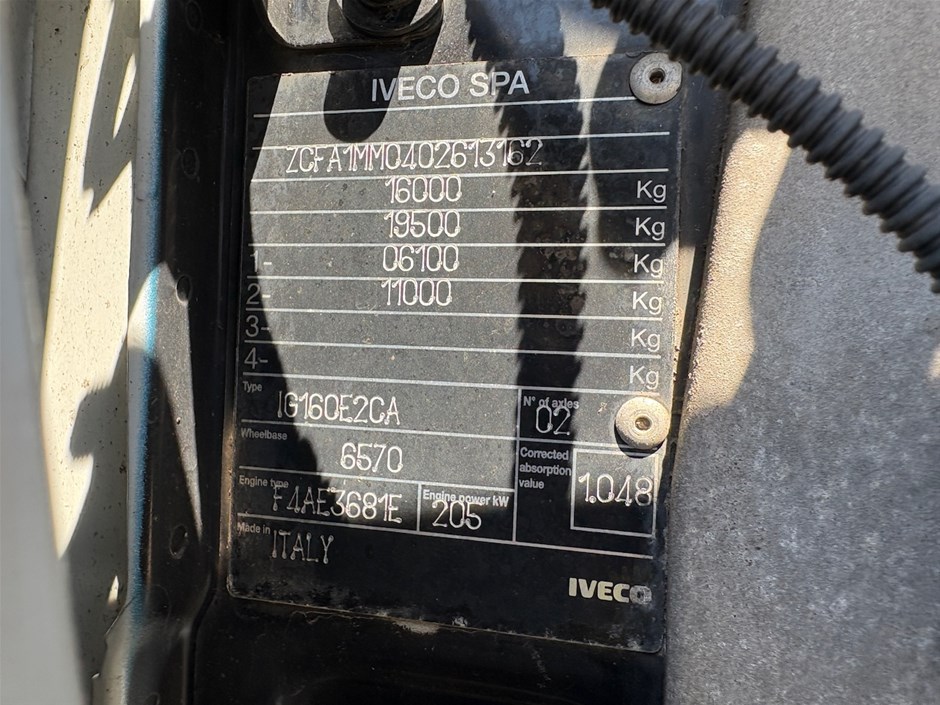 IVECO SPA
ZCFA1MM0402613162
16000 Kg
19500 Kg
1- 06100 Kg
2- 11000 Kg
3- Kg
4- Kg
Type
IG160E2CA
N° of axles
02
Wheelbase
6570
Corrected
absorption
value
1.048
Engine type
F4AE3681E
Engine power kW
205
Made in
ITALY
IVECO